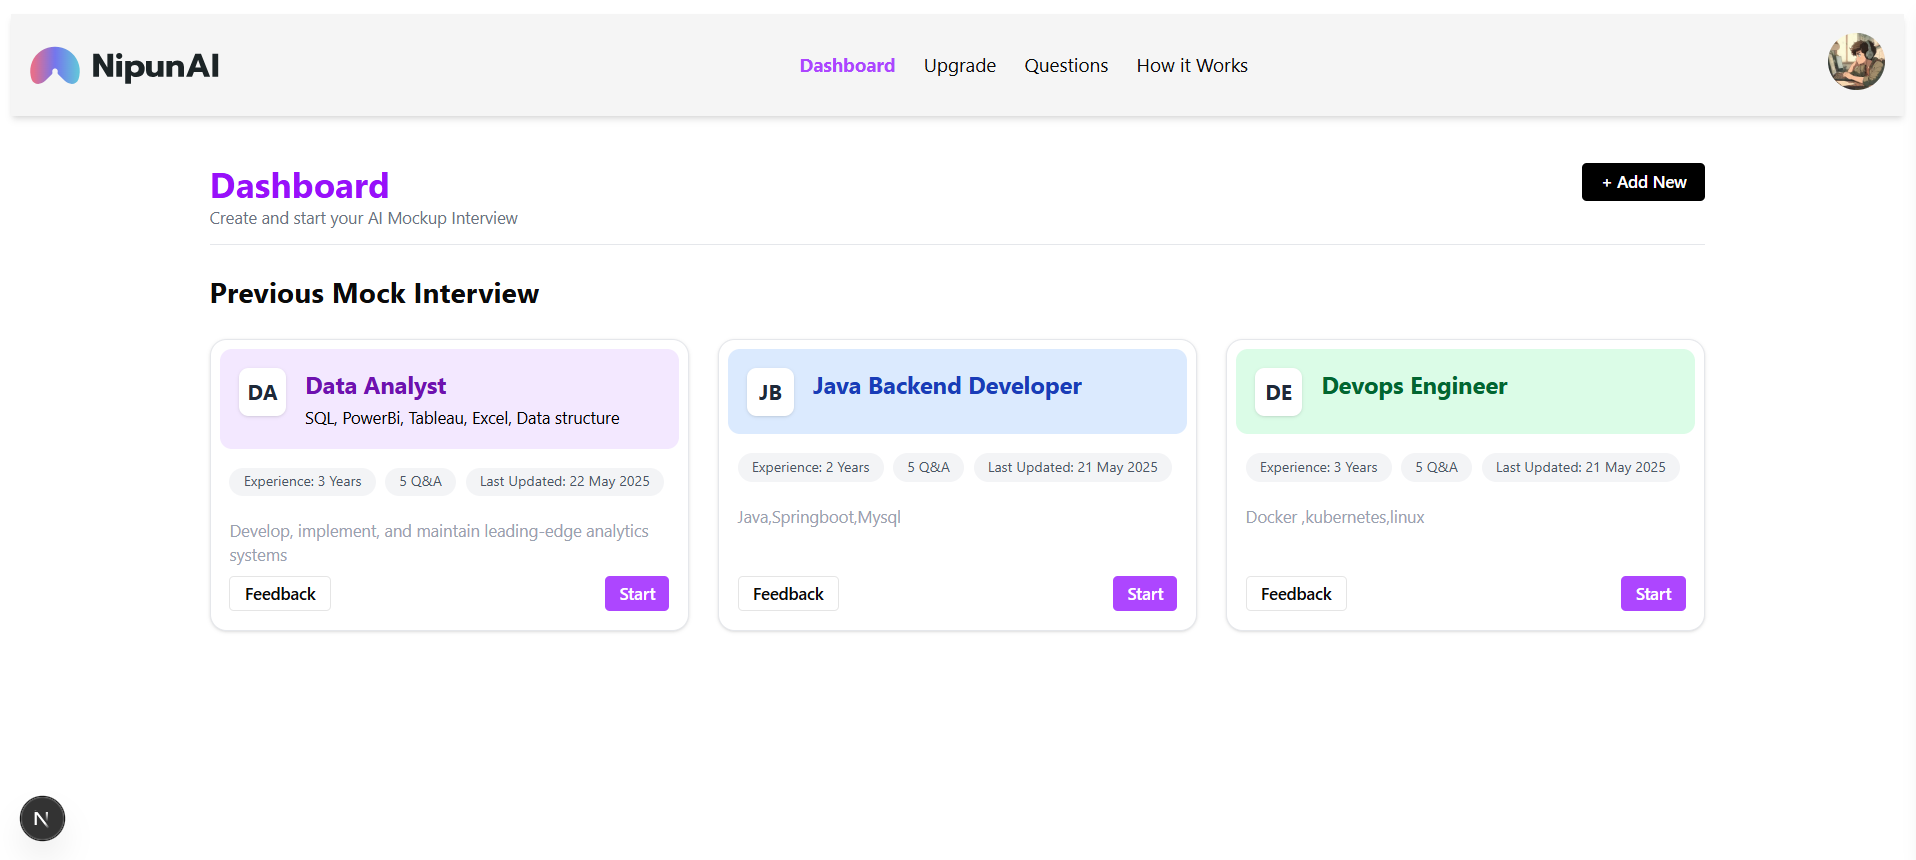 NipunAI
Dashboard Upgrade Questions How it Works
Dashboard
Create and start your AI Mockup Interview
+ Add New
Previous Mock Interview
DA
Data Analyst
SQL, PowerBi, Tableau, Excel, Data structure
Experience: 3 Years 5 Q&A Last Updated: 22 May 2025
Develop, implement, and maintain leading-edge analytics
systems
Feedback Start
JB
Java Backend Developer
Experience: 2 Years 5 Q&A Last Updated: 21 May 2025
Java,Springboot,Mysql
Feedback Start
DE
Devops Engineer
Experience: 3 Years 5 Q&A Last Updated: 21 May 2025
Docker ,kubernetes,linux
Feedback Start
N